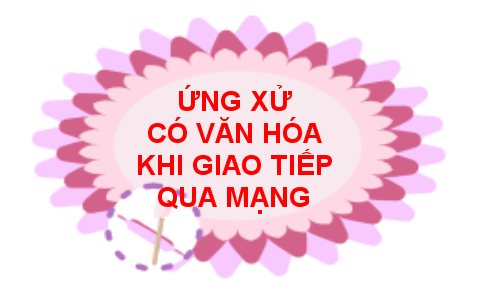 ỨNG XỬ
CÓ VĂN HÓA
KHI GIAO TIẾP
QUA MẠNG